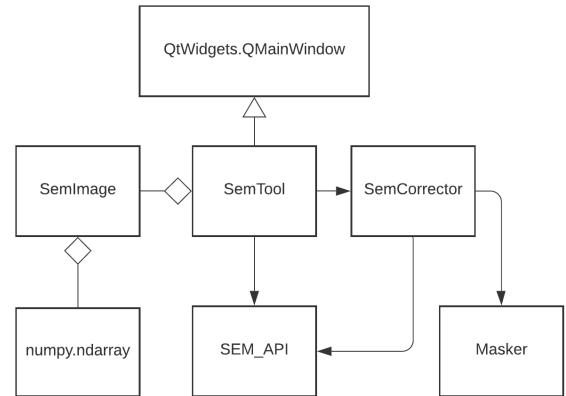 QtWidgets.QMainWindow
SemImage
SemTool
SemCorrector
numpy.ndarray
SEM_API
Masker